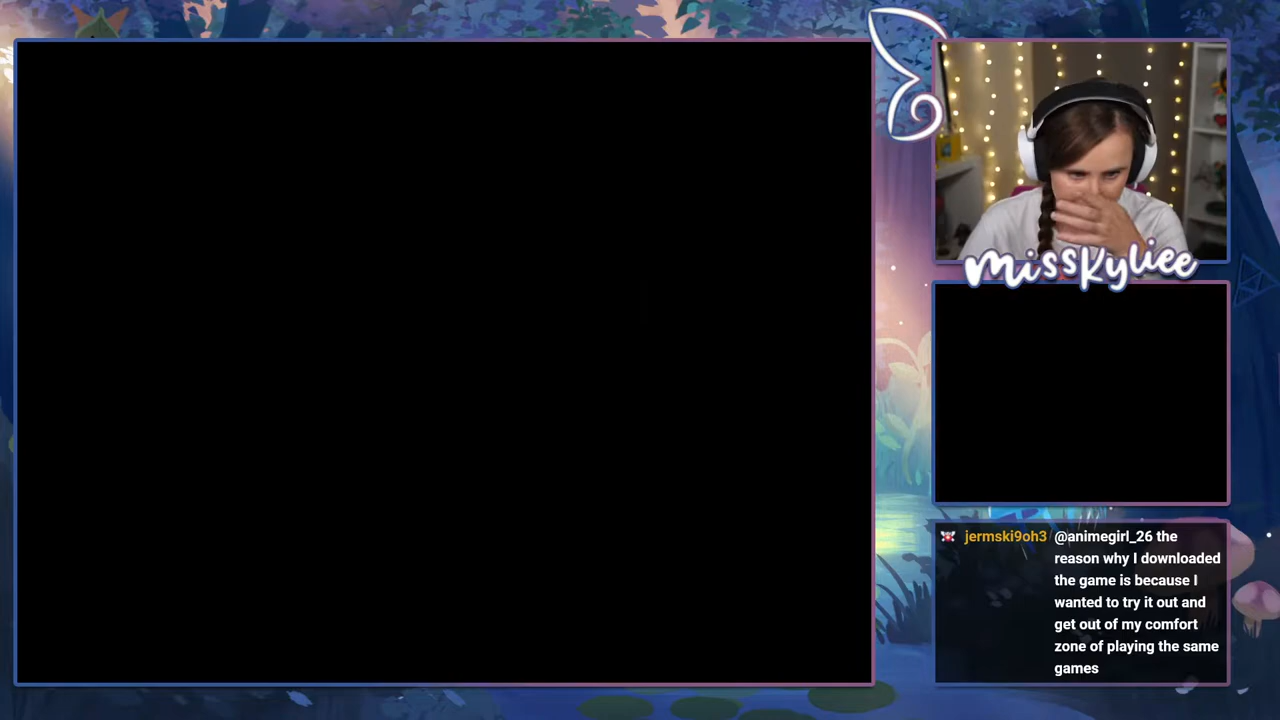 missKyliee
jermski9oh3 @animegirl_26 the
reason why I downloaded
the game is because I
wanted to try it out and
get out of my comfort
zone of playing the same
games